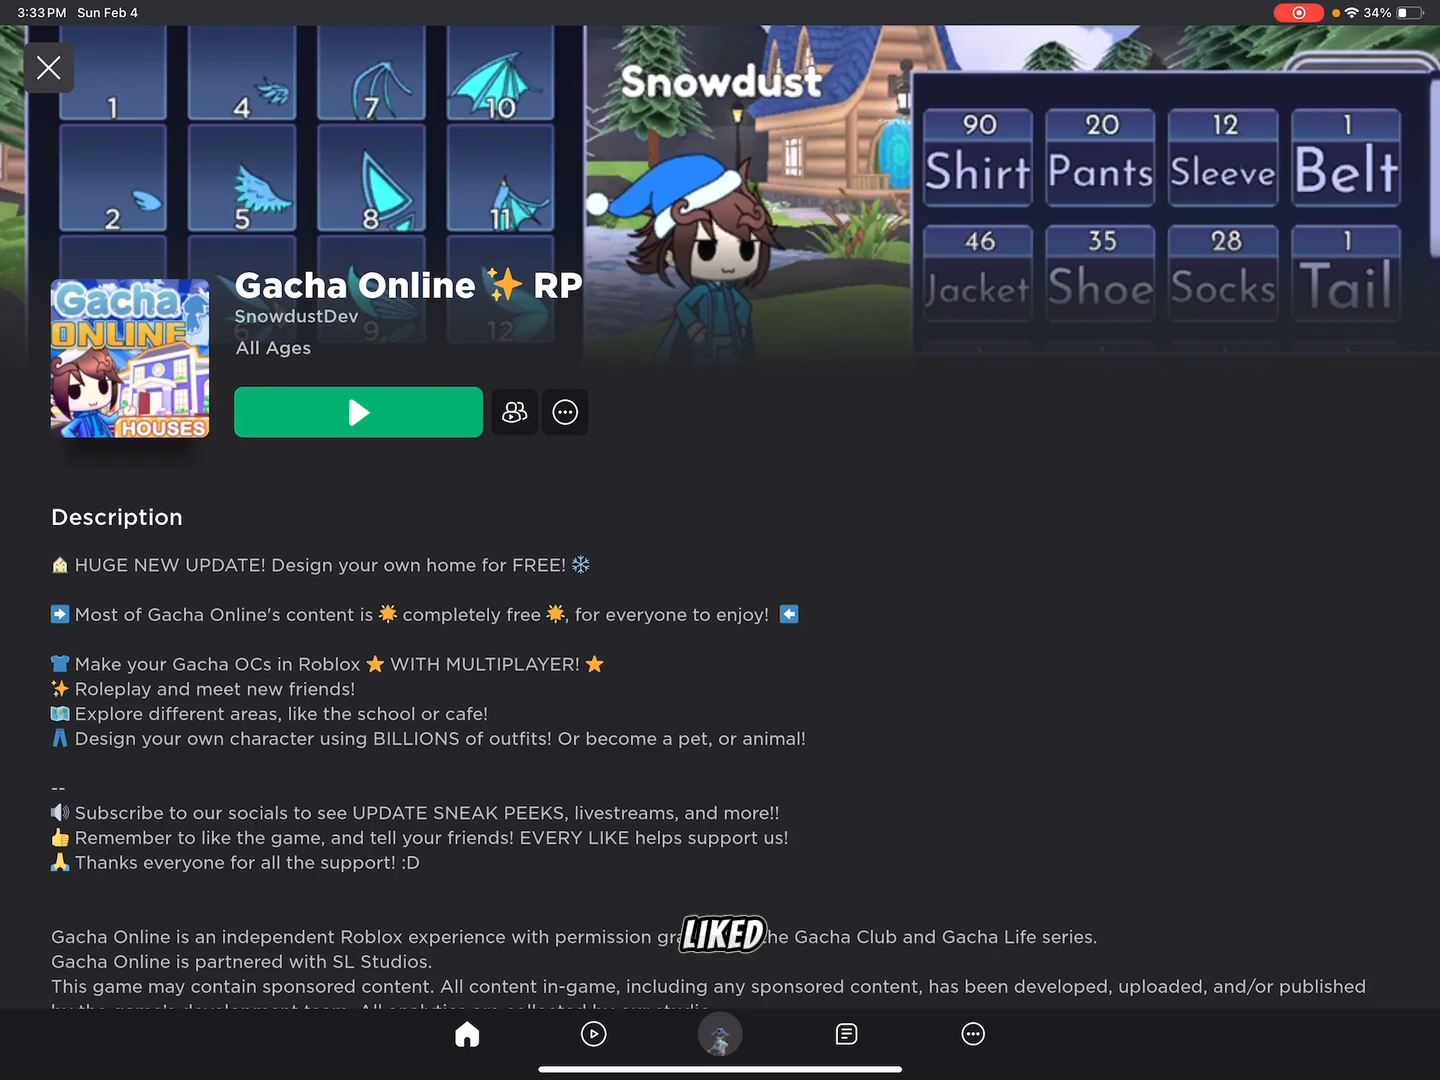 3:33 PM Sun Feb 4
34%
1
4
7
10
2
5
8
11
6
9
12
Snowdust
90
20
12
1
Shirt
Pants
Sleeve
Belt
46
35
28
1
Jacket
Shoe
Socks
Tail
Gacha
ONLINE
HOUSES
Gacha Online ✨ RP
SnowdustDev
All Ages
Description
🏠 HUGE NEW UPDATE! Design your own home for FREE! ❄
➡ Most of Gacha Online's content is 🌟 completely free 🌟, for everyone to enjoy! ⬅
👕 Make your Gacha OCs in Roblox ⭐ WITH MULTIPLAYER! ⭐
✨ Roleplay and meet new friends!
🗺 Explore different areas, like the school or cafe!
👖 Design your own character using BILLIONS of outfits! Or become a pet, or animal!
--
🔊 Subscribe to our socials to see UPDATE SNEAK PEEKS, livestreams, and more!!
👍 Remember to like the game, and tell your friends! EVERY LIKE helps support us!
🙏 Thanks everyone for all the support! :D
Gacha Online is an independent Roblox experience with permission he Gacha Club and Gacha Life series.
LIKED
Gacha Online is partnered with SL Studios.
This game may contain sponsored content. All content in-game, including any sponsored content, has been developed, uploaded, and/or published